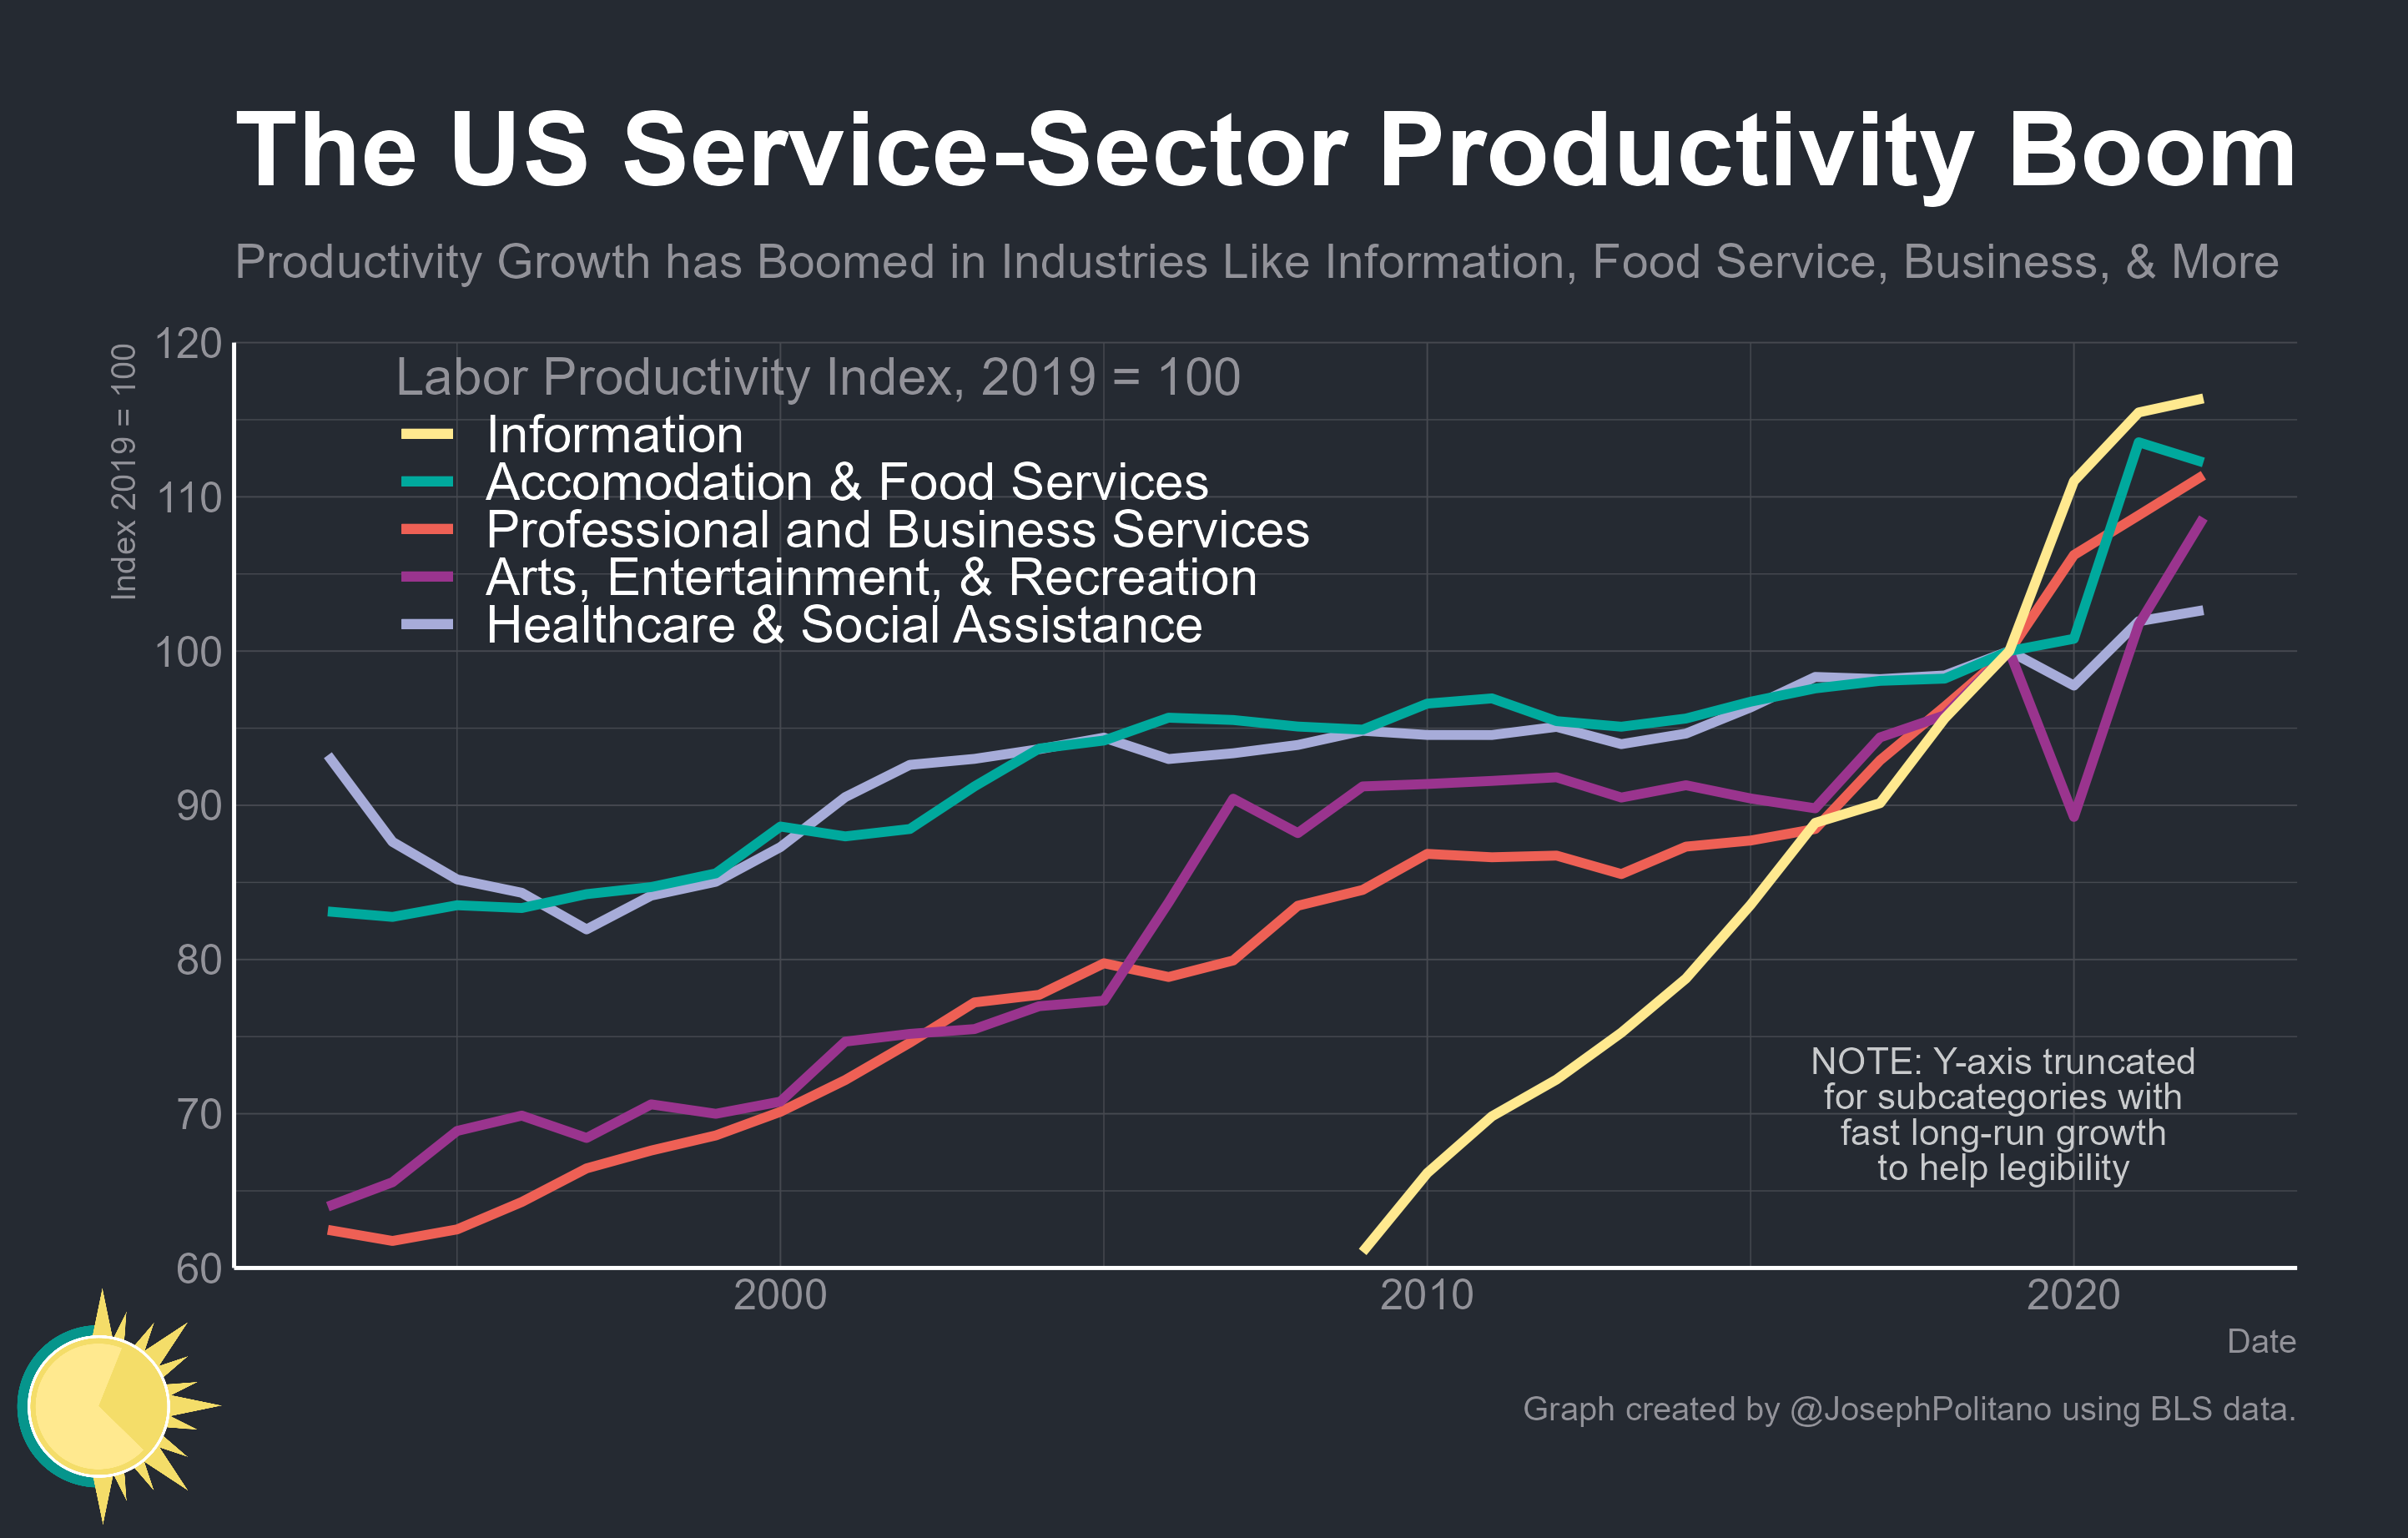 The US Service-Sector Productivity Boom
Productivity Growth has Boomed in Industries Like Information, Food Service, Business, & More
Index 2019 = 100
120
110
100
90
80
70
60
Labor Productivity Index, 2019 = 100
Information
Accomodation & Food Services
Professional and Business Services
Arts, Entertainment, & Recreation
Healthcare & Social Assistance
NOTE: Y-axis truncated
for subcategories with
fast long-run growth
to help legibility
2000
2010
2020
Date
Graph created by @JosephPolitano using BLS data.